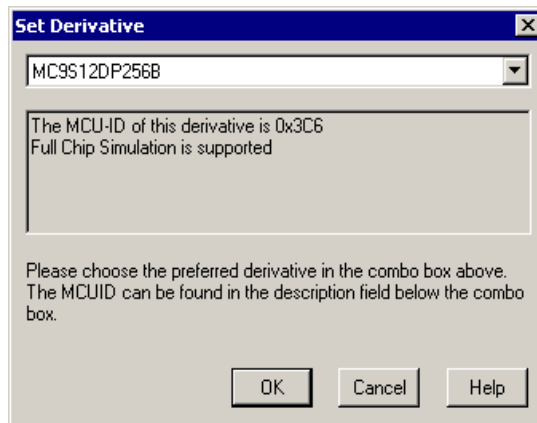 Set Derivative
MC9S12DP256B
The MCU-ID of this derivative is 0x3C6
Full Chip Simulation is supported
Please choose the preferred derivative in the combo box above.
The MCUID can be found in the description field below the combo
box.
OK Cancel Help